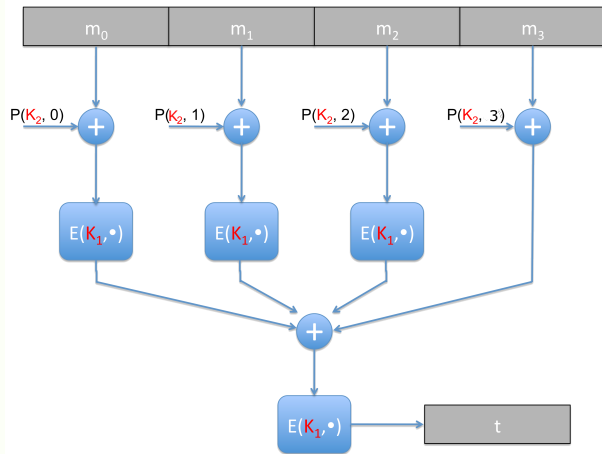 m0 m1 m2 m3
P(K2, 0) P(K2, 1) P(K2, 2) P(K2, 3)
+ + + +
E(K1,•) E(K1,•) E(K1,•)
+
E(K1,•) t